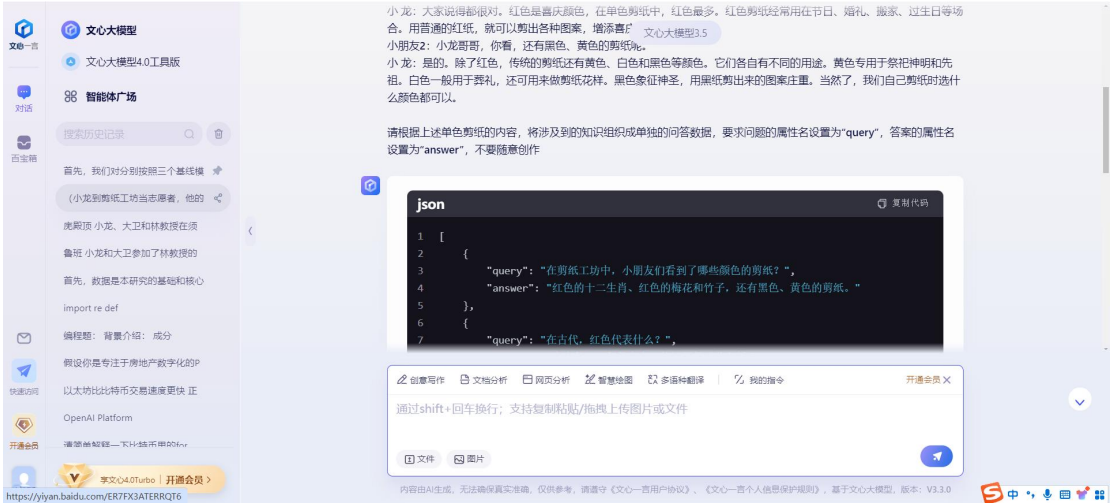 文心一言
对话
百宝箱
快速访问
开通会员
文心大模型
文心大模型4.0工具版
智能体广场
搜索历史记录
首先，我们对分别按照三个基线模
（小龙到剪纸工坊当志愿者，他的
庑殿顶 小龙、大卫和林教授在须
鲁班 小龙和大卫参加了林教授的
首先，数据是本研究的基础和核心
import re def
编程题： 背景介绍： 成分
假设你是专注于房地产数字化的P
以太坊比比特币交易速度更快 正
OpenAI Platform
请简单解释一下比特币里的for
享文心4.0Turbo | 开通会员 >
https://yiyan.baidu.com/ER7FX3ATERRQT6
小 龙：大家说得都很对。红色是喜庆颜色，在单色剪纸中，红色最多。红色剪纸经常用在节日、婚礼、搬家、过生日等场
合。用普通的红纸，就可以剪出各种图案，增添喜
文心大模型3.5
小朋友2：小龙哥哥，你看，还有黑色、黄色的剪纸呢。
小 龙：是的。除了红色，传统的剪纸还有黄色、白色和黑色等颜色。它们各自有不同的用途。黄色专用于祭祀神明和先
祖。白色一般用于葬礼，还可用来做剪纸花样。黑色象征神圣，用黑纸剪出来的图案庄重。当然了，我们自己剪纸时选什
么颜色都可以。
请根据上述单色剪纸的内容，将涉及到的知识组织成单独的问答数据，要求问题的属性名设置为“query”，答案的属性名
设置为“answer”，不要随意创作
json
复制代码
1 [
2 {
3 "query": "在剪纸工坊中，小朋友们看到了哪些颜色的剪纸？",
4 "answer": "红色的十二生肖、红色的梅花和竹子，还有黑色、黄色的剪纸。"
5 },
6 {
7 "query": "在古代，红色代表什么？",
创意写作 文档分析 网页分析 智慧绘图 多语种翻译 我的指令 开通会员 ×
通过shift+回车换行；支持复制粘贴/拖拽上传图片或文件
文件 图片
内容由AI生成，无法确保真实准确，仅供参考，请遵守《文心一言用户协议》、《文心一言个人信息保护规则》，基于文心大模型，版本：V3.3.0
中